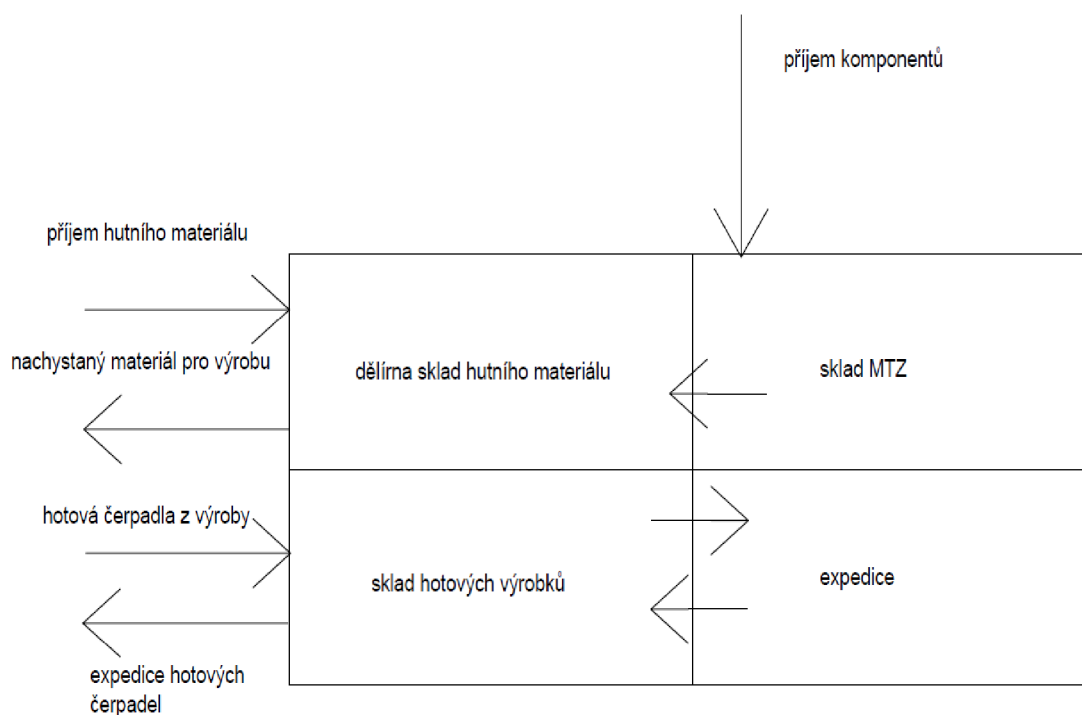 příjem komponentů
příjem hutního materiálu
nachystaný materiál pro výrobu
dělírna sklad hutního materiálu
sklad MTZ
hotová čerpadla z výroby
sklad hotových výrobků
expedice
expedice hotových
čerpadel